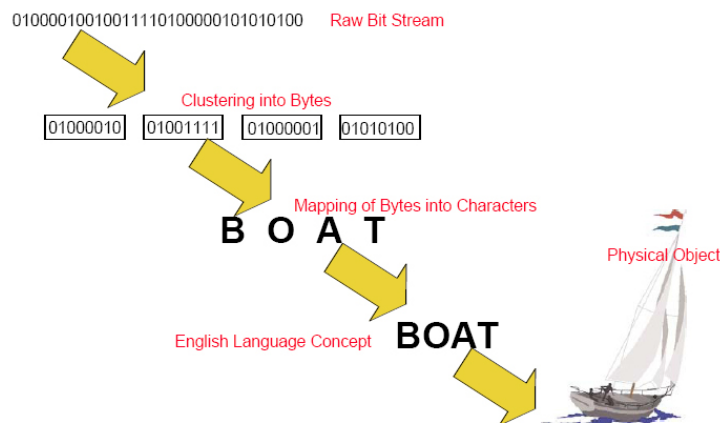 01000010010011110100000101010100 Raw Bit Stream
Clustering into Bytes
01000010 01001111 01000001 01010100
Mapping of Bytes into Characters
B O A T
Physical Object
English Language Concept BOAT